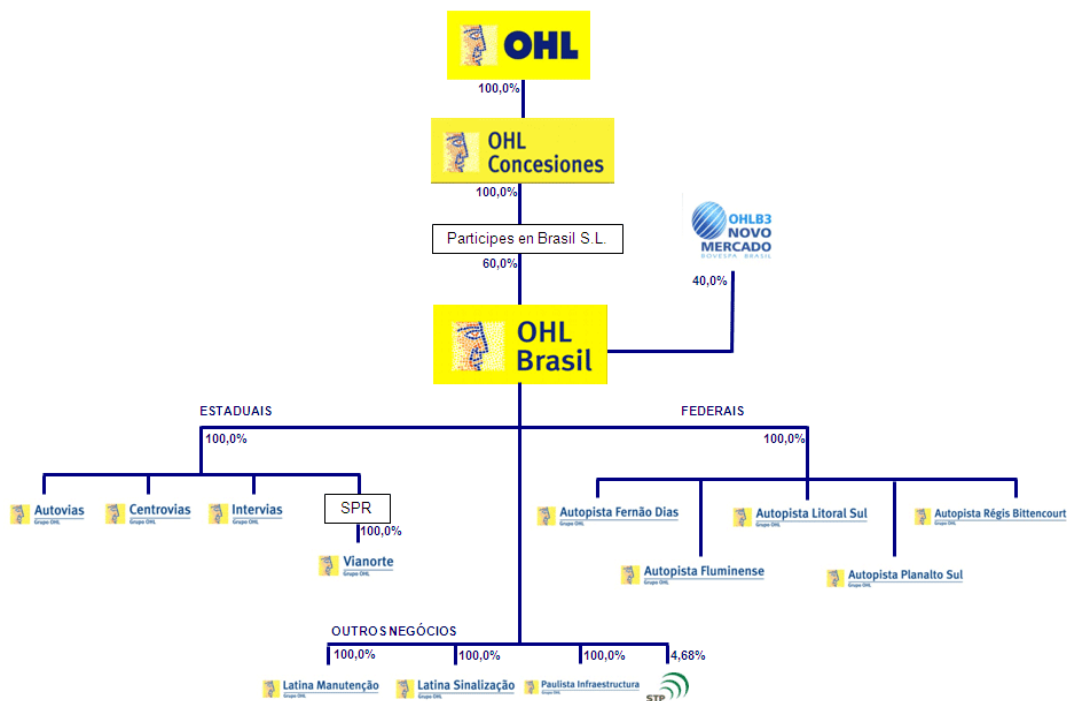 OHL
100,0%
OHL
Concesiones
100,0%
Participes en Brasil S.L.
60,0%
OHLB3
NOVO
MERCADO
BOVESPA BRASIL
40,0%
OHL
Brasil
ESTADUAIS
100,0%
FEDERAIS
100,0%
Autovias
Grupo OHL
Centrovias
Grupo OHL
Intervias
Grupo OHL
SPR
100,0%
Vianorte
Grupo OHL
Autopista Fernão Dias
Grupo OHL
Autopista Litoral Sul
Grupo OHL
Autopista Régis Bittencourt
Grupo OHL
Autopista Fluminense
Grupo OHL
Autopista Planalto Sul
Grupo OHL
OUTROS NEGÓCIOS
100,0%
100,0%
100,0%
4,68%
Latina Manutenção
Grupo OHL
Latina Sinalização
Grupo OHL
Paulista Infraestructura
Grupo OHL
STP